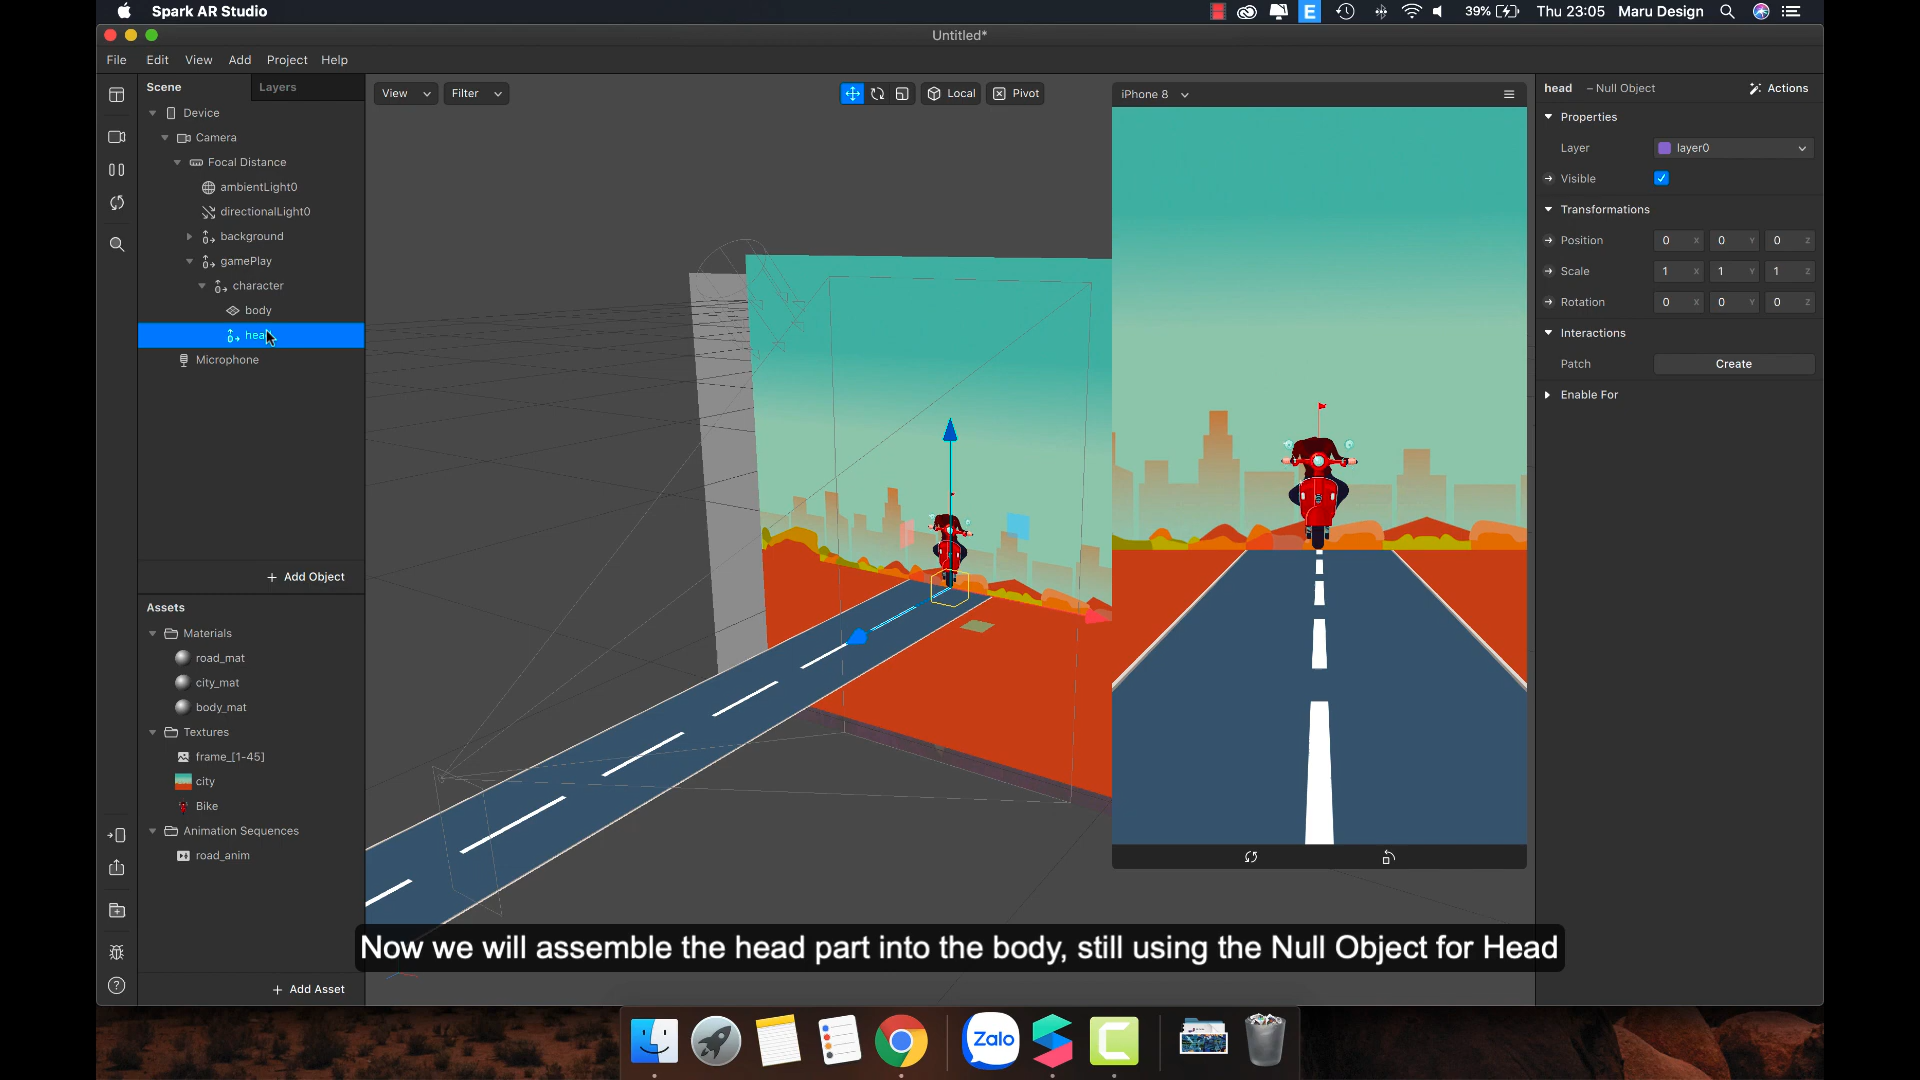 Spark AR Studio
39%
Thu 23:05
Maru Design
Untitled*
File Edit View Add Project Help
Scene
Layers
Device
Camera
Focal Distance
ambientLight0
directionalLight0
background
gamePlay
character
body
head
Microphone
+ Add Object
Assets
Materials
road_mat
city_mat
body_mat
Textures
frame_[1-45]
city
Bike
Animation Sequences
road_anim
+ Add Asset
View
Filter
Local
Pivot
iPhone 8
head – Null Object
Actions
Properties
Layer layer0
Visible
Transformations
Position 0 X 0 Y 0 Z
Scale 1 X 1 Y 1 Z
Rotation 0 X 0 Y 0 Z
Interactions
Patch Create
Enable For
Now we will assemble the head part into the body, still using the Null Object for Head
Zalo